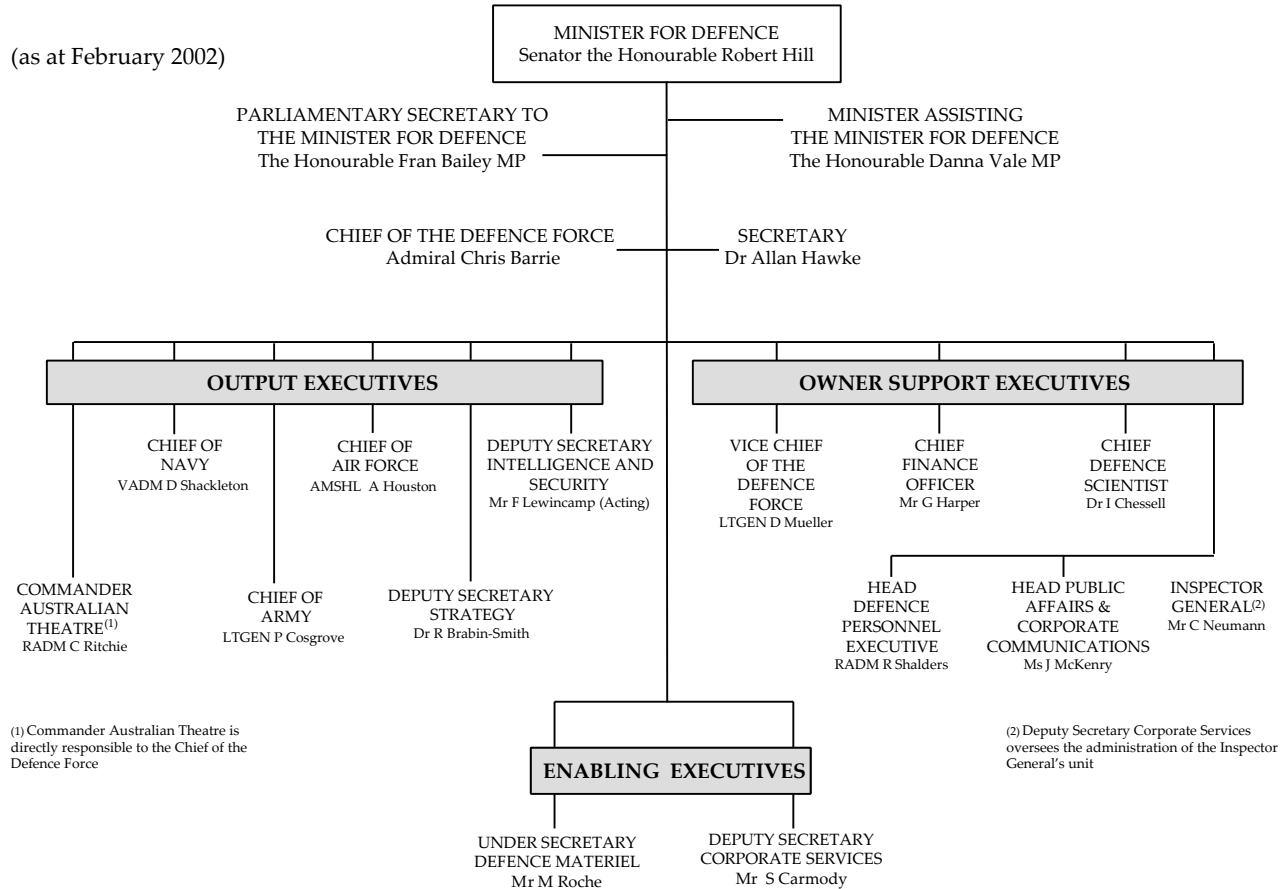 (as at February 2002)
MINISTER FOR DEFENCE
Senator the Honourable Robert Hill
PARLIAMENTARY SECRETARY TO
THE MINISTER FOR DEFENCE
The Honourable Fran Bailey MP
MINISTER ASSISTING
THE MINISTER FOR DEFENCE
The Honourable Danna Vale MP
CHIEF OF THE DEFENCE FORCE
Admiral Chris Barrie
SECRETARY
Dr Allan Hawke
OUTPUT EXECUTIVES
OWNER SUPPORT EXECUTIVES
CHIEF OF
NAVY
VADM D Shackleton
CHIEF OF
AIR FORCE
AMSHL A Houston
DEPUTY SECRETARY
INTELLIGENCE AND
SECURITY
Mr F Lewincamp (Acting)
VICE CHIEF
OF THE
DEFENCE
FORCE
LTGEN D Mueller
CHIEF
FINANCE
OFFICER
Mr G Harper
CHIEF
DEFENCE
SCIENTIST
Dr I Chessell
COMMANDER
AUSTRALIAN
THEATRE(1)
RADM C Ritchie
CHIEF OF
ARMY
LTGEN P Cosgrove
DEPUTY SECRETARY
STRATEGY
Dr R Brabin-Smith
HEAD
DEFENCE
PERSONNEL
EXECUTIVE
RADM R Shalders
HEAD PUBLIC
AFFAIRS &
CORPORATE
COMMUNICATIONS
Ms J McKenry
INSPECTOR
GENERAL(2)
Mr C Neumann
(1) Commander Australian Theatre is
directly responsible to the Chief of the
Defence Force
(2) Deputy Secretary Corporate Services
oversees the administration of the Inspector
General's unit
ENABLING EXECUTIVES
UNDER SECRETARY
DEFENCE MATERIEL
Mr M Roche
DEPUTY SECRETARY
CORPORATE SERVICES
Mr S Carmody